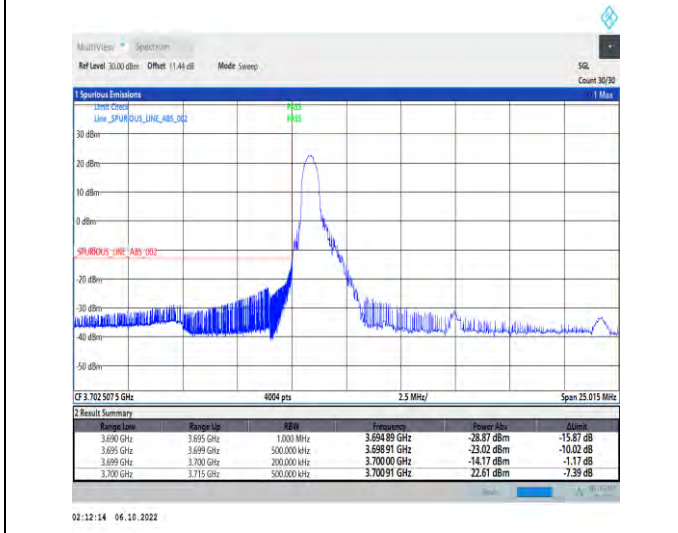 MultiView Spectrum
Ref Level 30.00 dBm Offset 11.44 dB Mode Sweep SGL
Count 30/30
1 Spurious Emissions 1 Max
Limit Check PASS
Line _SPURIOUS_LINE_ABS_002 PASS
30 dBm
20 dBm
10 dBm
0 dBm
_SPURIOUS_LINE_ABS_002
-20 dBm
-30 dBm
-40 dBm
-50 dBm
CF 3.702 507 5 GHz 4004 pts 2.5 MHz/ Span 25.015 MHz
2 Result Summary
Range Low Range Up RBW Frequency Power Abs ΔLimit
3.690 GHz 3.695 GHz 1.000 MHz 3.694 89 GHz -28.87 dBm -15.87 dB
3.695 GHz 3.699 GHz 500.000 kHz 3.698 91 GHz -23.02 dBm -10.02 dB
3.699 GHz 3.700 GHz 200.000 kHz 3.700 00 GHz -14.17 dBm -1.17 dB
3.700 GHz 3.715 GHz 500.000 kHz 3.700 91 GHz 22.61 dBm -7.39 dB
02:12:14 06.10.2022